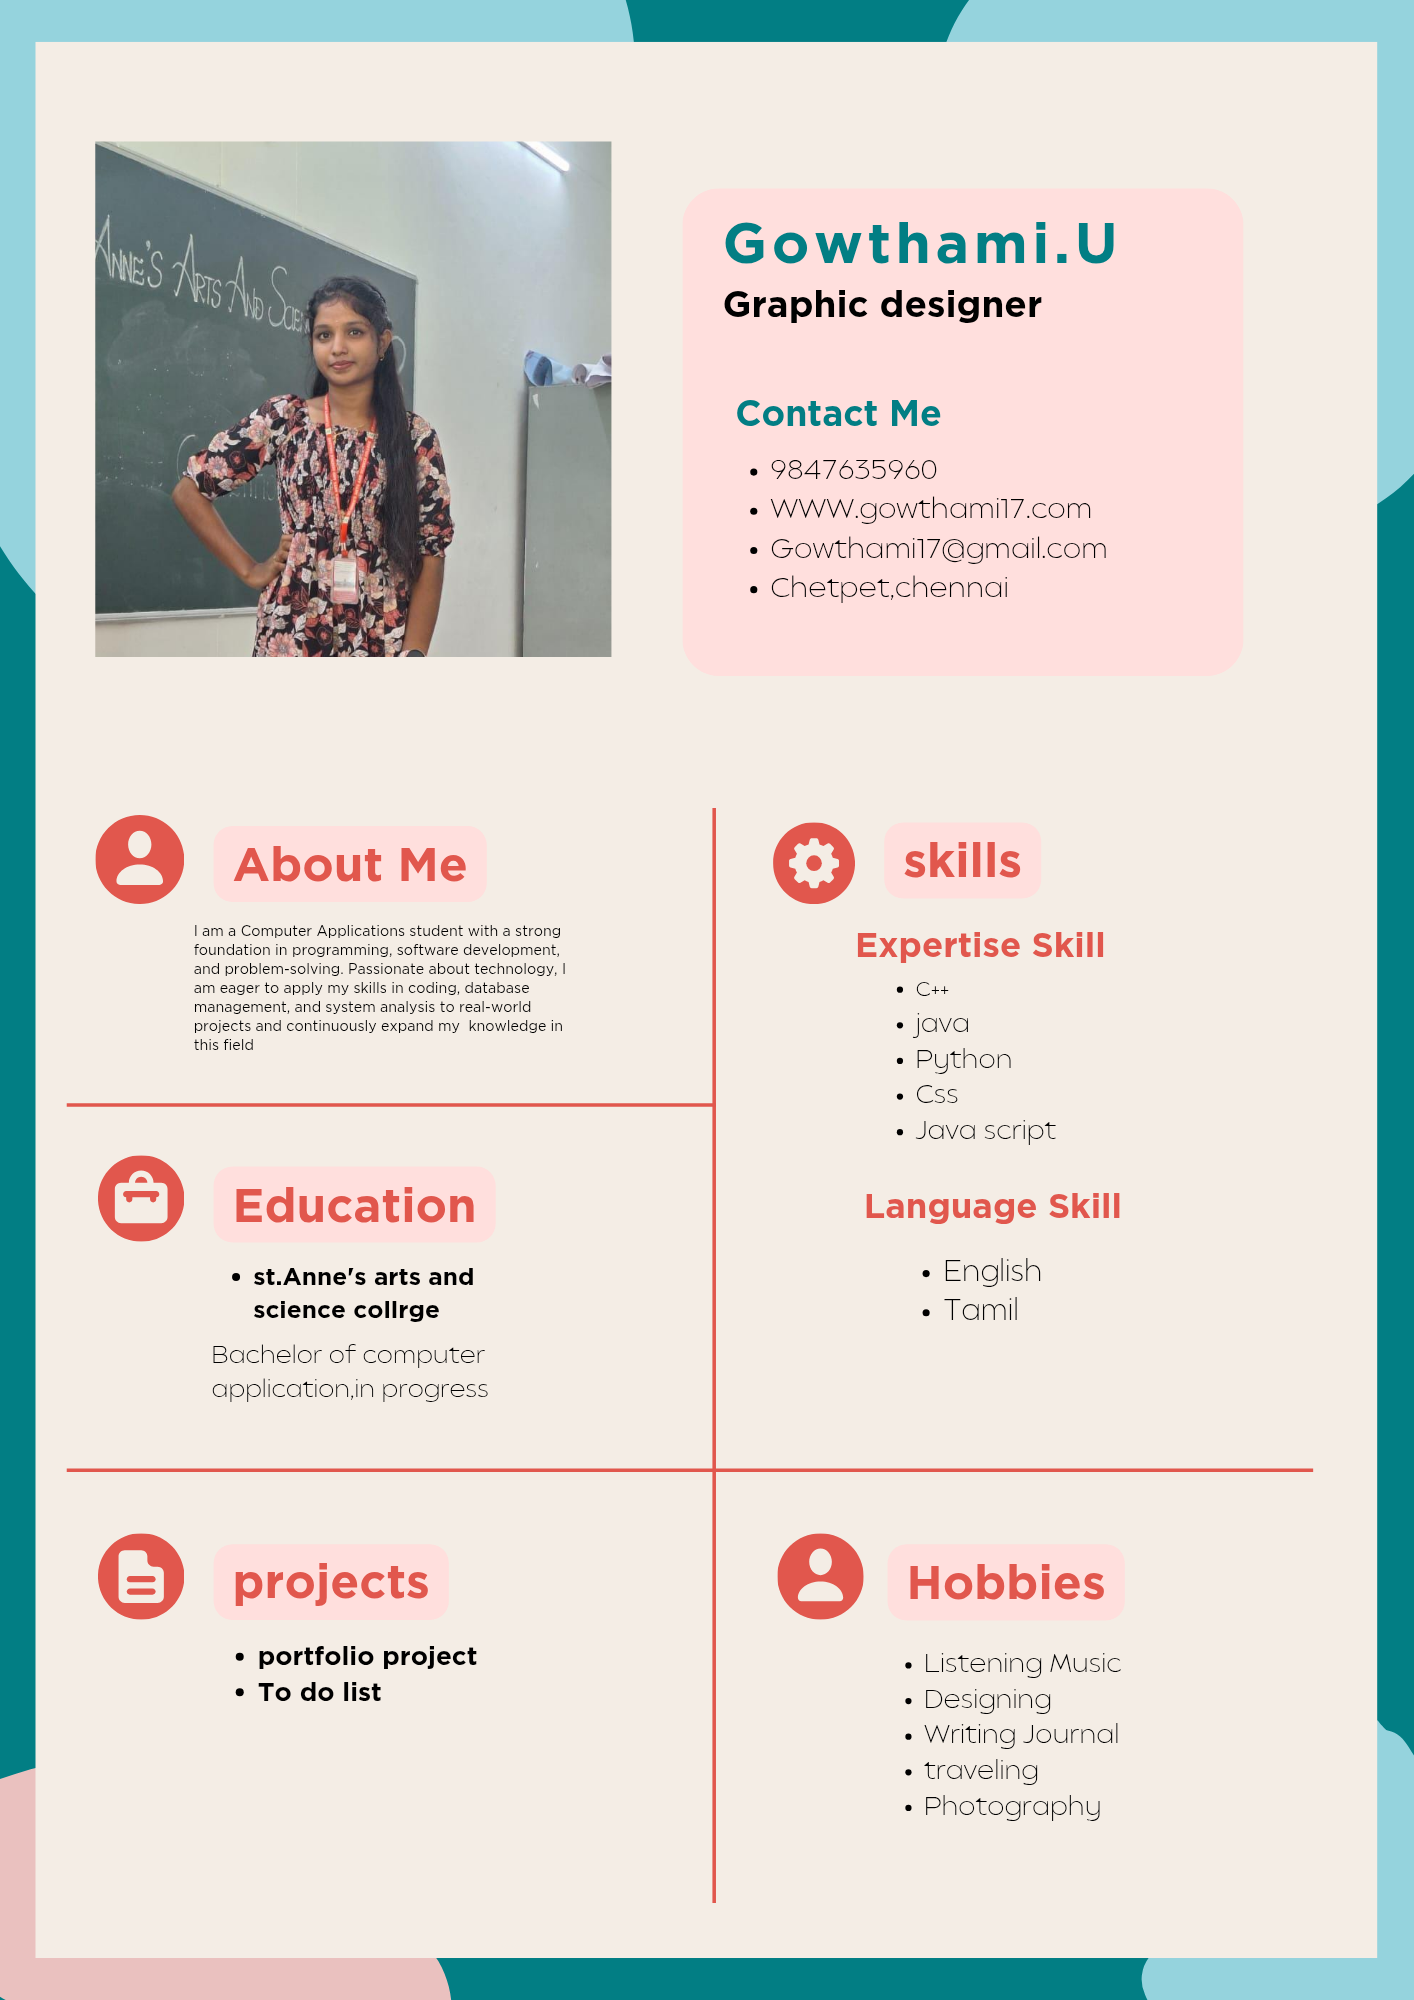 ANNE'S ARTS AND
Gowthami.U
Graphic designer
Contact Me
9847635960
WWW.gowthami17.com
Gowthami17@gmail.com
Chetpet,chennai
About Me
I am a Computer Applications student with a strong
foundation in programming, software development,
and problem-solving. Passionate about technology, I
am eager to apply my skills in coding, database
management, and system analysis to real-world
projects and continuously expand my  knowledge in
this field
skills
Expertise Skill
C++
java
Python
Css
Java script
Language Skill
English
Tamil
Education
st.Anne's arts and
science collrge
Bachelor of computer
application,in progress
projects
portfolio project
To do list
Hobbies
Listening Music
Designing
Writing Journal
traveling
Photography